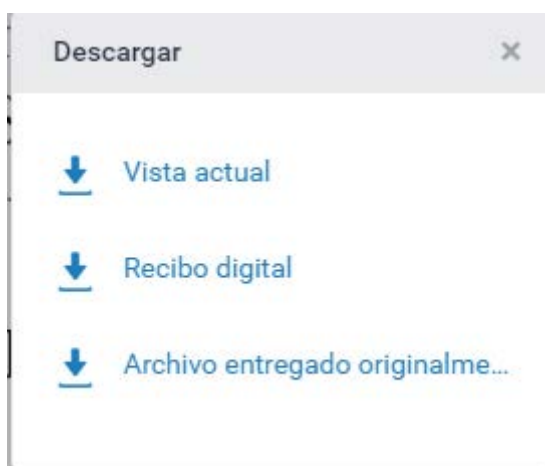 Descargar
Vista actual
Recibo digital
Archivo entregado originalme...